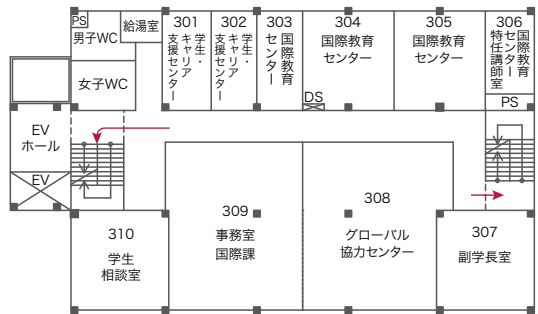 PS
男子WC
給湯室
女子WC
301
学生・
キャリア
支援センター
302
学生・
キャリア
支援センター
303
国際教育
センター
304
国際教育
センター
305
国際教育
センター
306
国際教育
センター
特任講師室
DS
PS
EV
ホール
EV
309
事務室
国際課
308
グローバル
協力センター
310
学生
相談室
307
副学長室